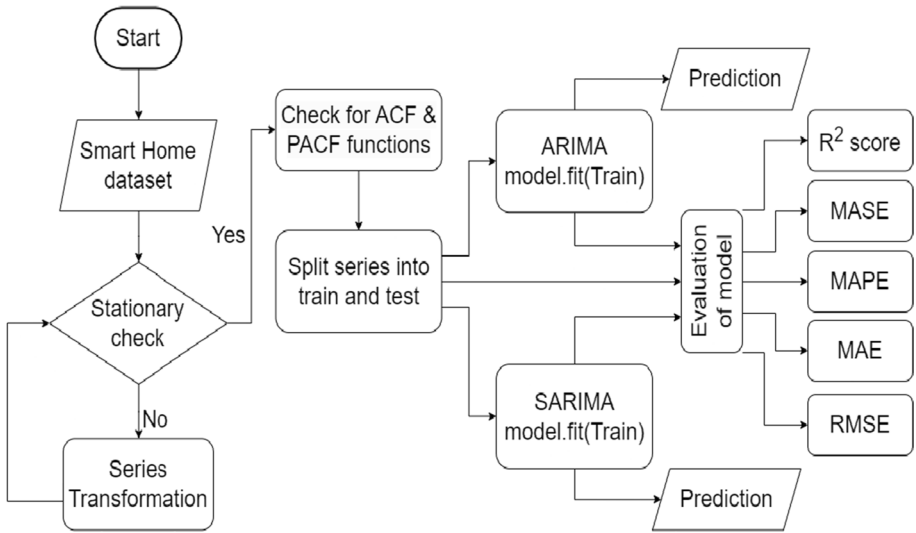 Start
Smart Home
dataset
Stationary
check
No
Series
Transformation
Yes
Check for ACF &
PACF functions
Split series into
train and test
ARIMA
model.fit(Train)
Prediction
SARIMA
model.fit(Train)
Prediction
Evaluation
of model
R² score
MASE
MAPE
MAE
RMSE